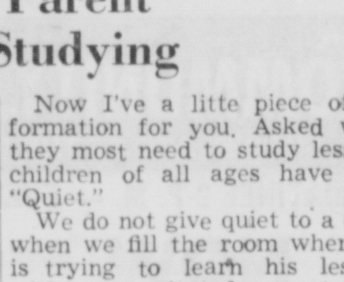 Parent
Studying
Now I've a litte piece of
formation for you. Asked
they most need to study les
children of all ages have
"Quiet."
We do not give quiet to a
when we fill the room wher
is trying to learn his les